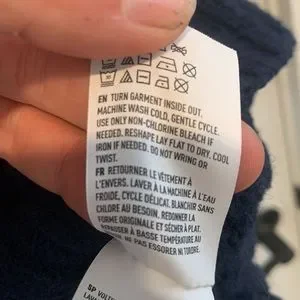 EN TURN GARMENT INSIDE OUT.
MACHINE WASH COLD, GENTLE CYCLE.
USE ONLY NON-CHLORINE BLEACH IF
NEEDED. RESHAPE LAY FLAT TO DRY. COOL
IRON IF NEEDED. DO NOT WRING OR
TWIST.
FR RETOURNER LE VÊTEMENT À
L'ENVERS. LAVER À LA MACHINE À L'EAU
FROIDE, CYCLE DÉLICAT. BLANCHIR SANS
CHLORE AU BESOIN. REDONNER LA
FORME ORIGINALE ET SÉCHER À PLAT.
REPASSER À BASSE TEMPÉRATURE AU
NE PAS ESSORER NI TORDRE.
SP